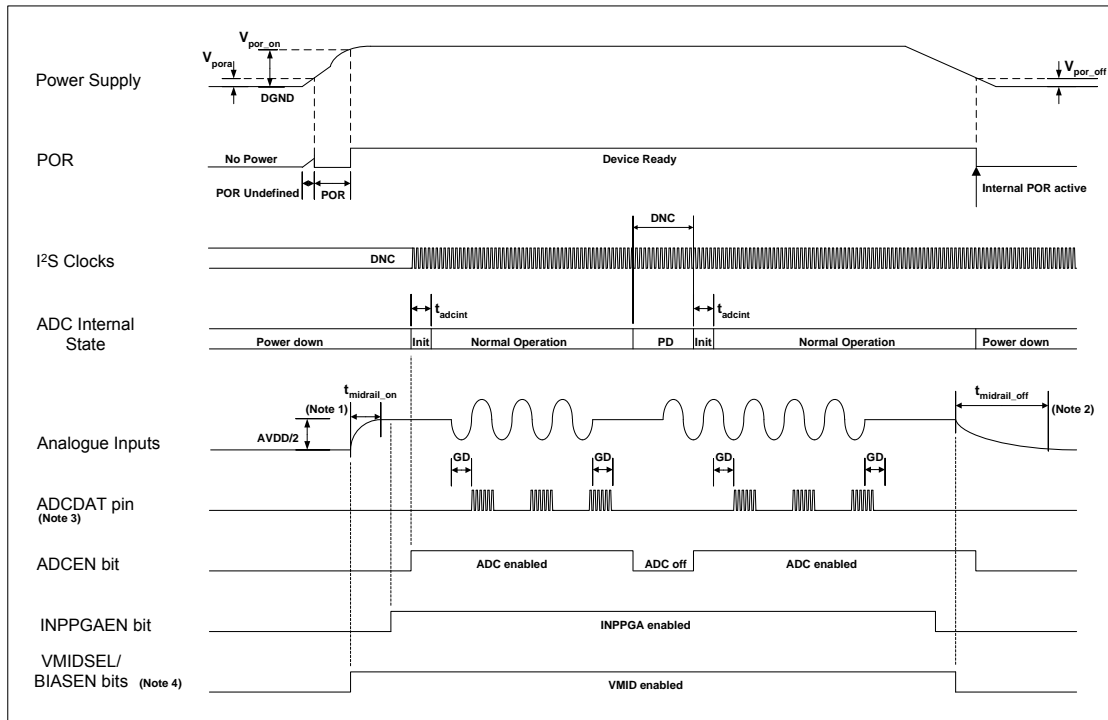 V_por_on
V_pora
Power Supply
DGND
V_por_off
POR
No Power
Device Ready
POR Undefined
POR
Internal POR active
DNC
I²S Clocks
DNC
t_adcint
t_adcint
ADC Internal
State
Power down
Init
Normal Operation
PD
Init
Normal Operation
Power down
t_midrail_on
t_midrail_off
(Note 1)
(Note 2)
Analogue Inputs
AVDD/2
GD
GD
GD
GD
ADCDAT pin
(Note 3)
ADCEN bit
ADC enabled
ADC off
ADC enabled
INPPGAEN bit
INPPGA enabled
VMIDSEL/
BIASEN bits (Note 4)
VMID enabled